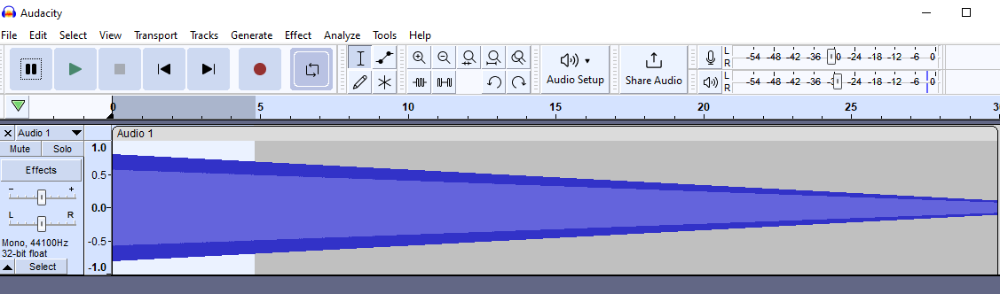 Audacity
File Edit Select View Transport Tracks Generate Effect Analyze Tools Help
Audio Setup
Share Audio
L
R
-54 -48 -42 -36 0 -24 -18 -12 -6 0
L
R
-54 -48 -42 -36 -24 -18 -12 -6 0
0 5 10 15 20 25 30
Audio 1
Audio 1
Mute Solo
Effects
- +
L R
Mono, 44100Hz
32-bit float
Select
1.0
0.5
0.0
-0.5
-1.0